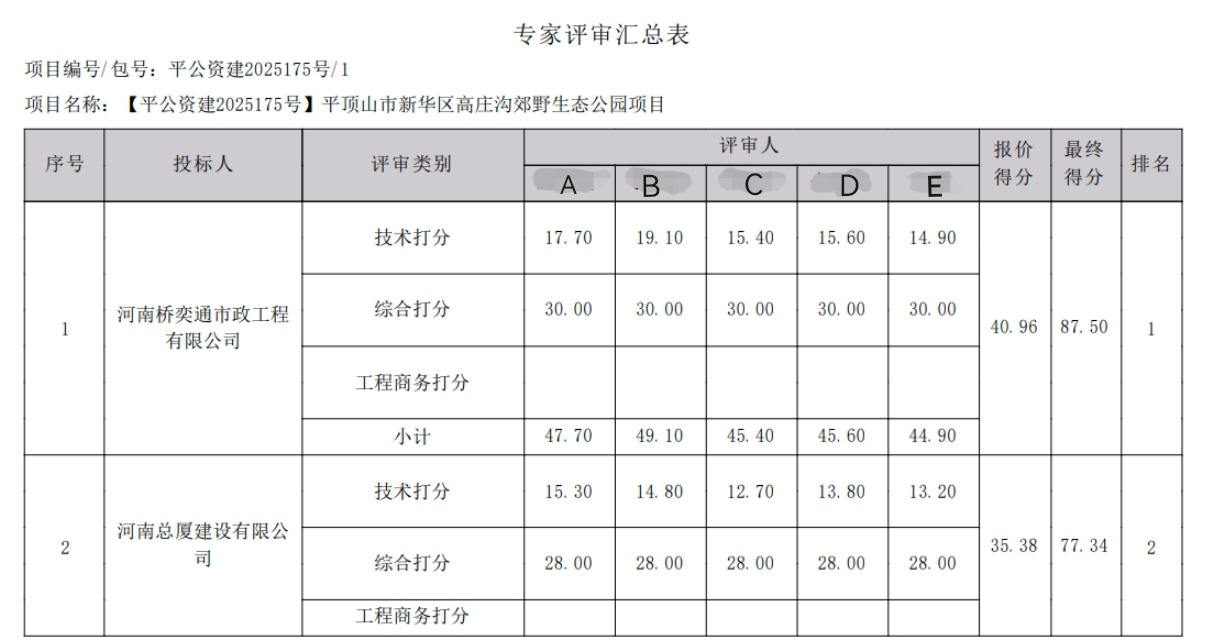 专家评审汇总表
项目编号/包号：平公资建2025175号/1
项目名称：【平公资建2025175号】平顶山市新华区高庄沟郊野生态公园项目
序号 投标人 评审类别 评审人 报价得分 最终得分 排名
A B C D E
1 河南桥奕通市政工程有限公司 技术打分 17.70 19.10 15.40 15.60 14.90 40.96 87.50 1
综合打分 30.00 30.00 30.00 30.00 30.00
工程商务打分
小计 47.70 49.10 45.40 45.60 44.90
2 河南总厦建设有限公司 技术打分 15.30 14.80 12.70 13.80 13.20 35.38 77.34 2
综合打分 28.00 28.00 28.00 28.00 28.00
工程商务打分